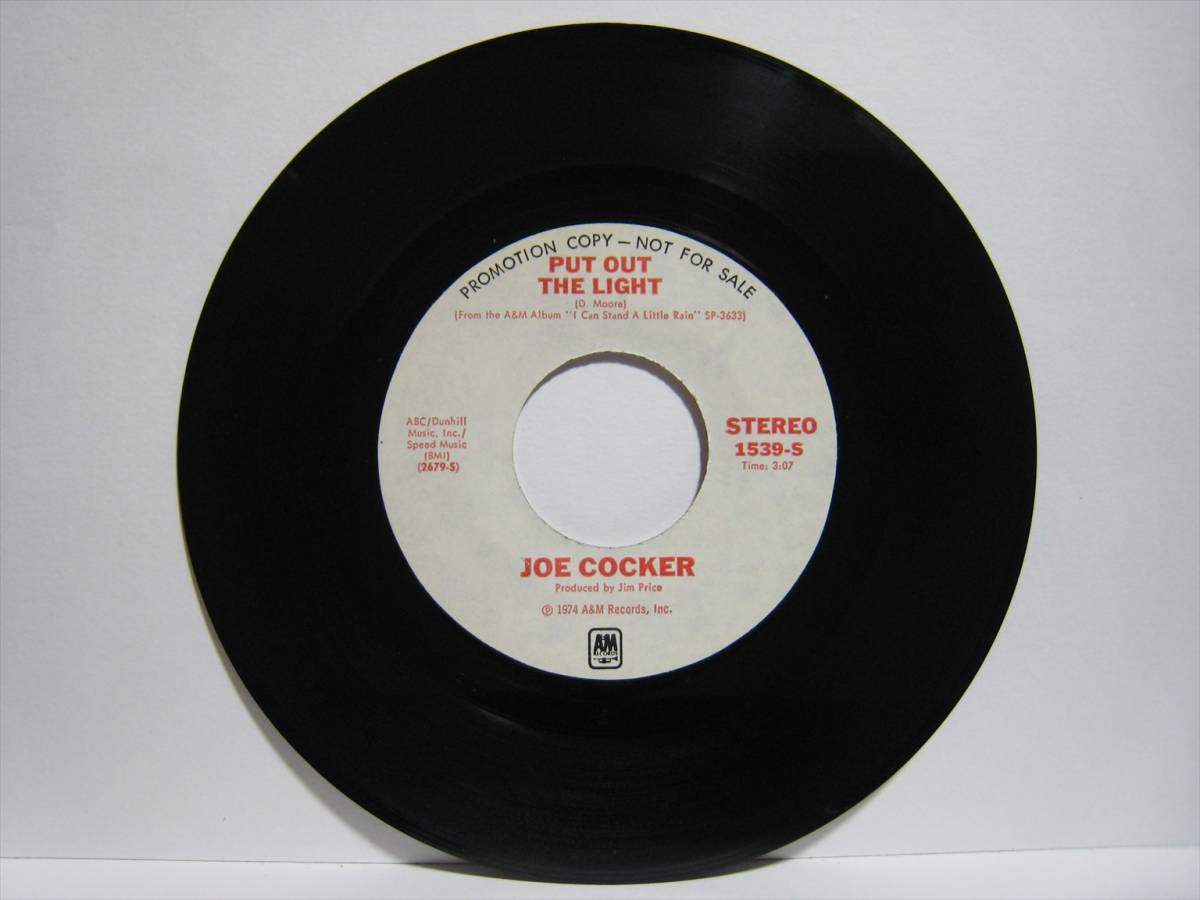 PROMOTION COPY — NOT FOR SALE
PUT OUT
THE LIGHT
(D. Moore)
(From the A&M Album "I Can Stand A Little Rain" SP-3633)
ABC/Dunhill
Music, Inc./
Speed Music
(BMI)
(2679-S)
STEREO
1539-S
Time: 3:07
JOE COCKER
Produced by Jim Price
℗ 1974 A&M Records, Inc.
A&M
RECORDS